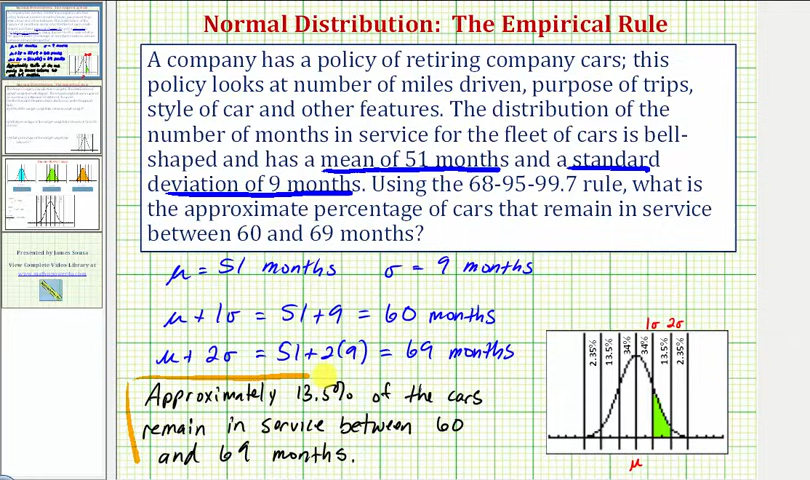 Normal Distribution: The Empirical Rule
A company has a policy of retiring company cars; this
policy looks at number of miles driven, purpose of trips,
style of car and other features. The distribution of the
number of months in service for the fleet of cars is bell-
shaped and has a mean of 51 months and a standard
deviation of 9 months. Using the 68-95-99.7 rule, what is
the approximate percentage of cars that remain in service
between 60 and 69 months?
μ = 51 months σ = 9 months
μ + 1σ = 51 + 9 = 60 months
μ + 2σ = 51 + 2(9) = 69 months
Approximately 13.5% of the cars
remain in service between 60
and 69 months.
1σ 2σ
2.35% 13.5% 34% 34% 13.5% 2.35%
μ
Presented by James Sousa
View Complete Video Library at